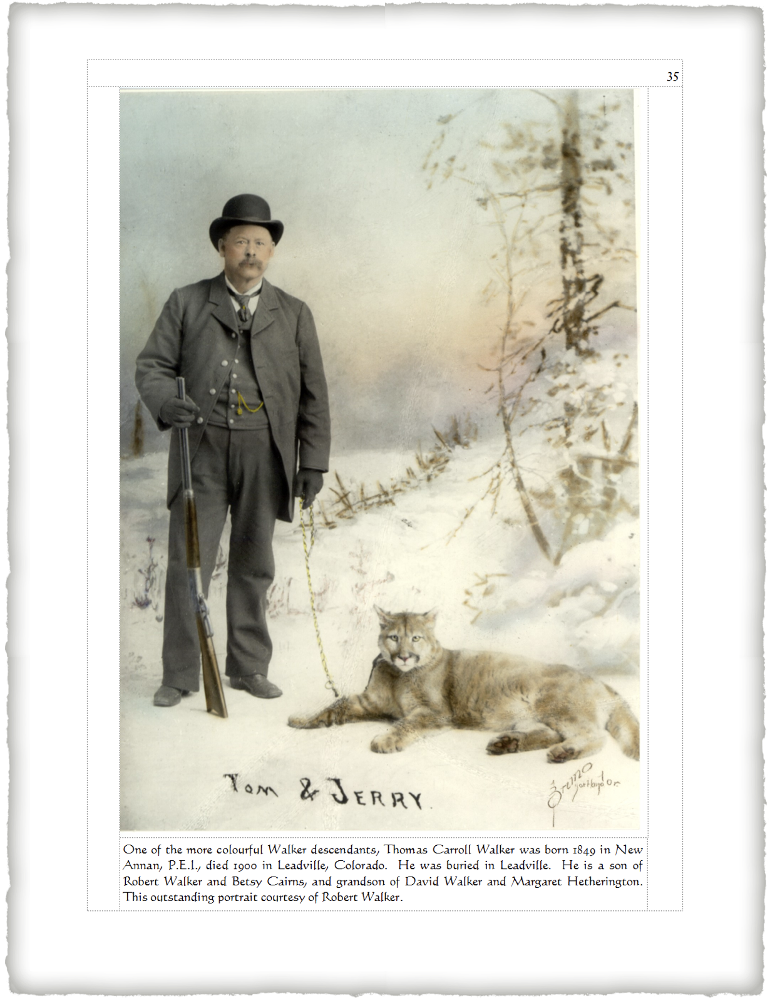 35
Tom & JERRY.
Portland Or.
One of the more colourful Walker descendants, Thomas Carroll Walker was born 1849 in New
Annan, P.E.I., died 1900 in Leadville, Colorado. He was buried in Leadville. He is a son of
Robert Walker and Betsy Cairns, and grandson of David Walker and Margaret Hetherington.
This outstanding portrait courtesy of Robert Walker.